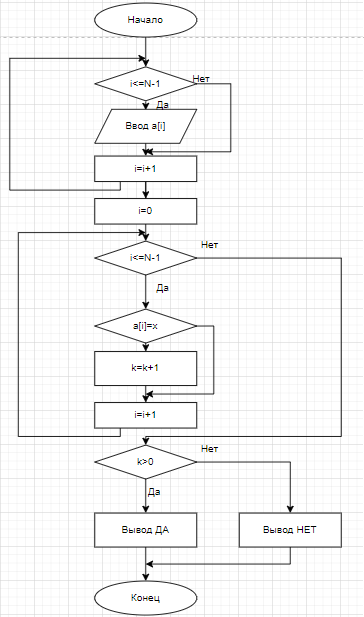 Начало
i<=N-1
Нет
Да
Ввод a[i]
i=i+1
i=0
Нет
i<=N-1
Да
a[i]=x
k=k+1
i=i+1
Нет
k>0
Да
Вывод ДА
Вывод НЕТ
Конец